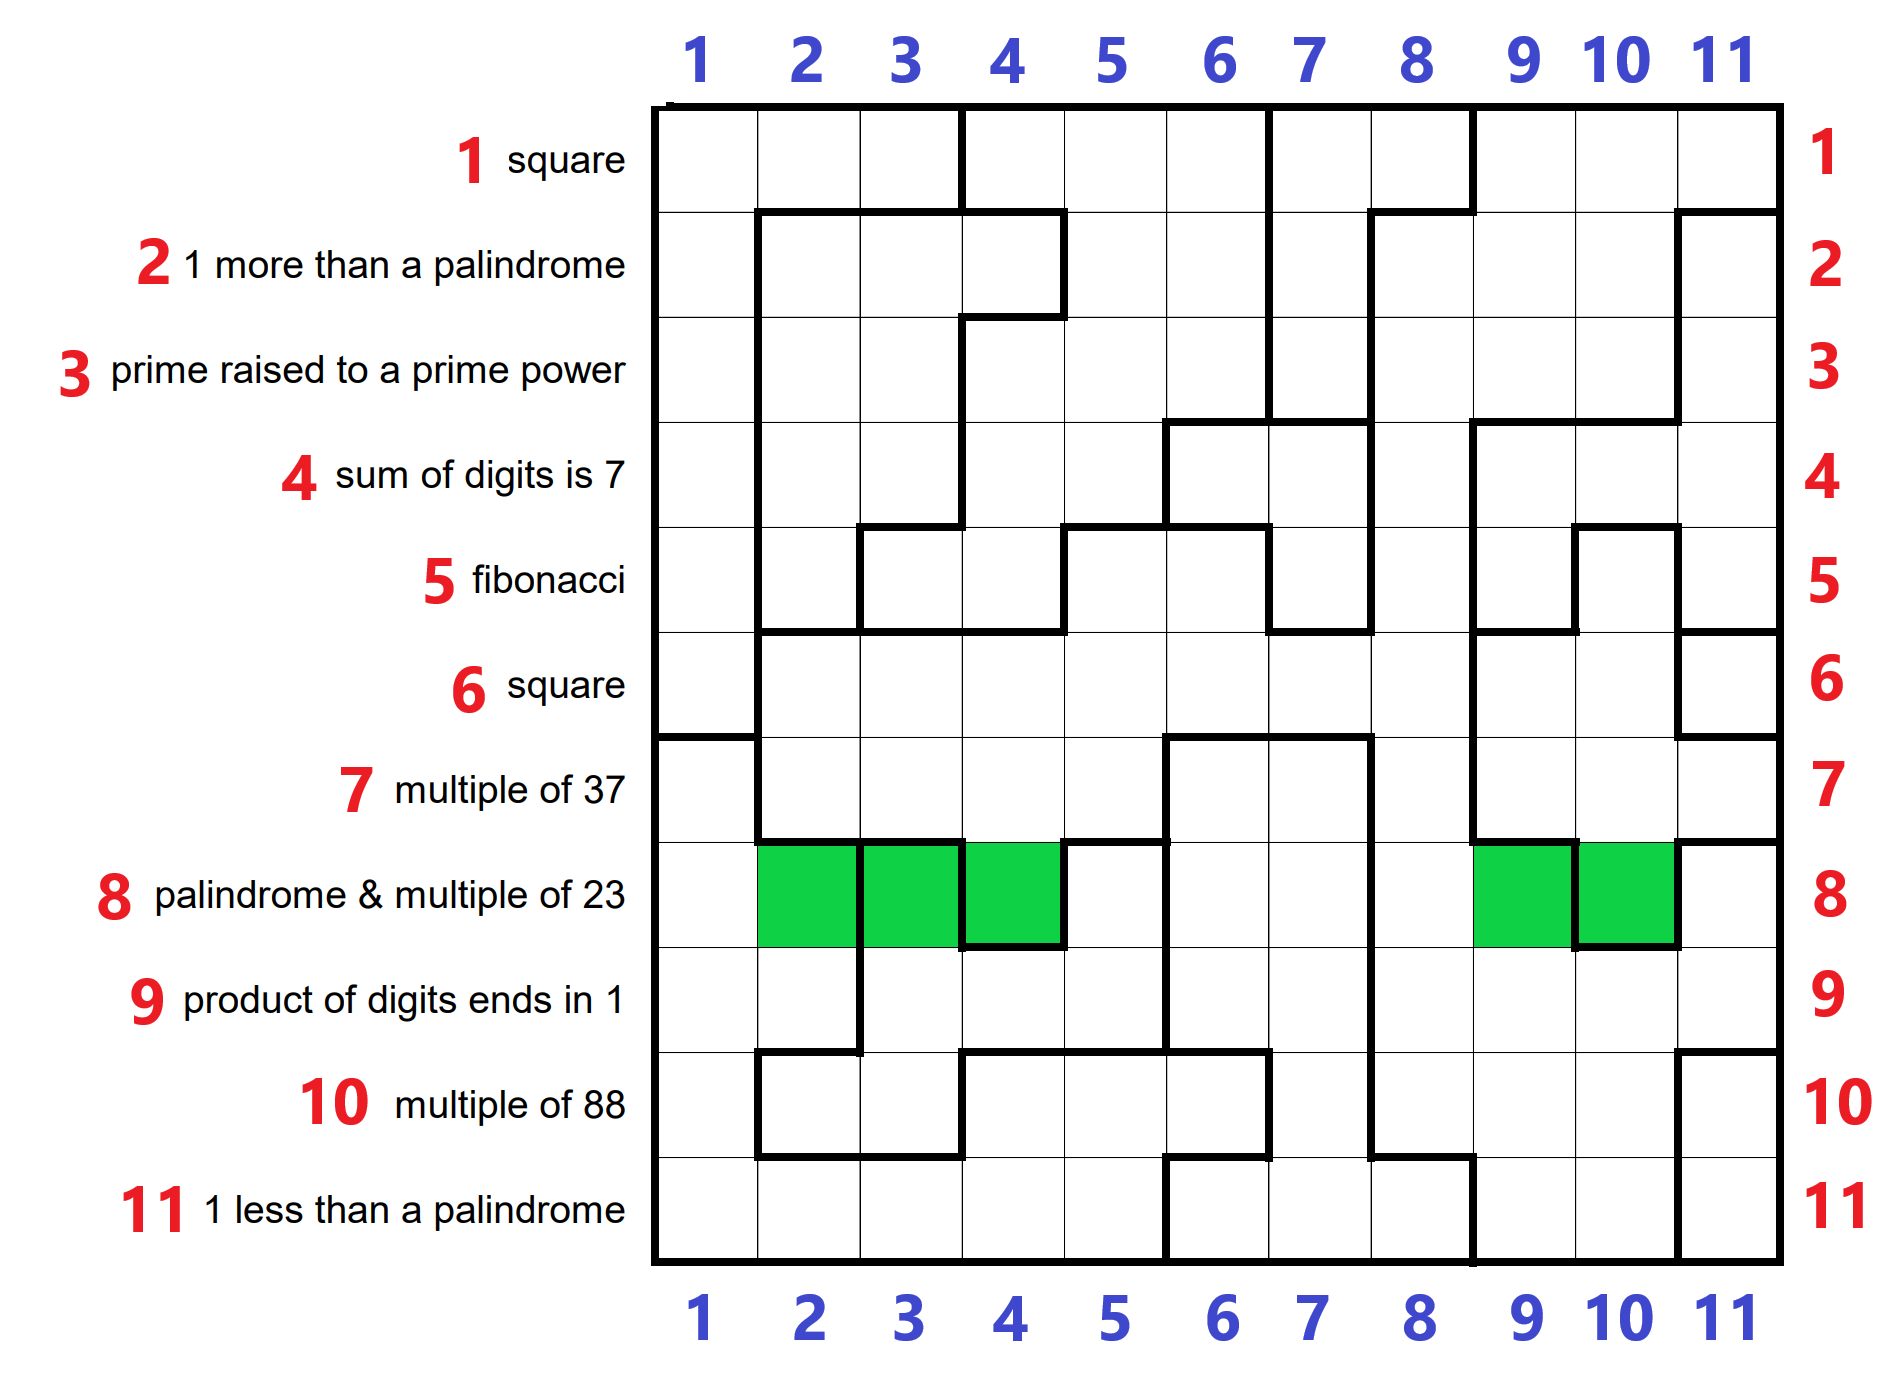 1 2 3 4 5 6 7 8 9 10 11
1 square 1
2 1 more than a palindrome 2
3 prime raised to a prime power 3
4 sum of digits is 7 4
5 fibonacci 5
6 square 6
7 multiple of 37 7
8 palindrome & multiple of 23 8
9 product of digits ends in 1 9
10 multiple of 88 10
11 1 less than a palindrome 11
1 2 3 4 5 6 7 8 9 10 11